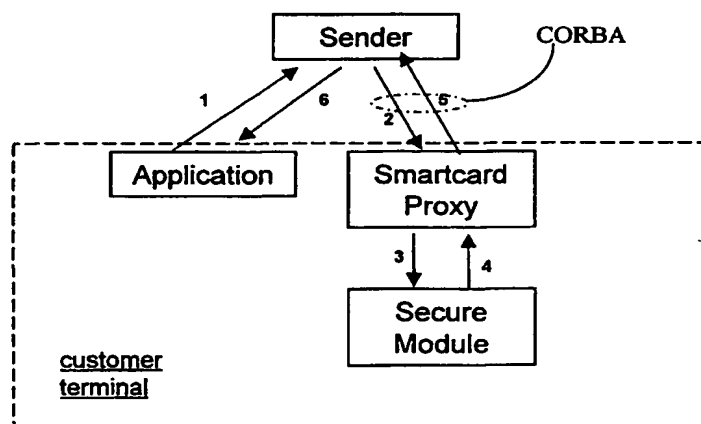 Sender
CORBA
1
6
2
5
Application
Smartcard
Proxy
3
4
Secure
Module
customer
terminal